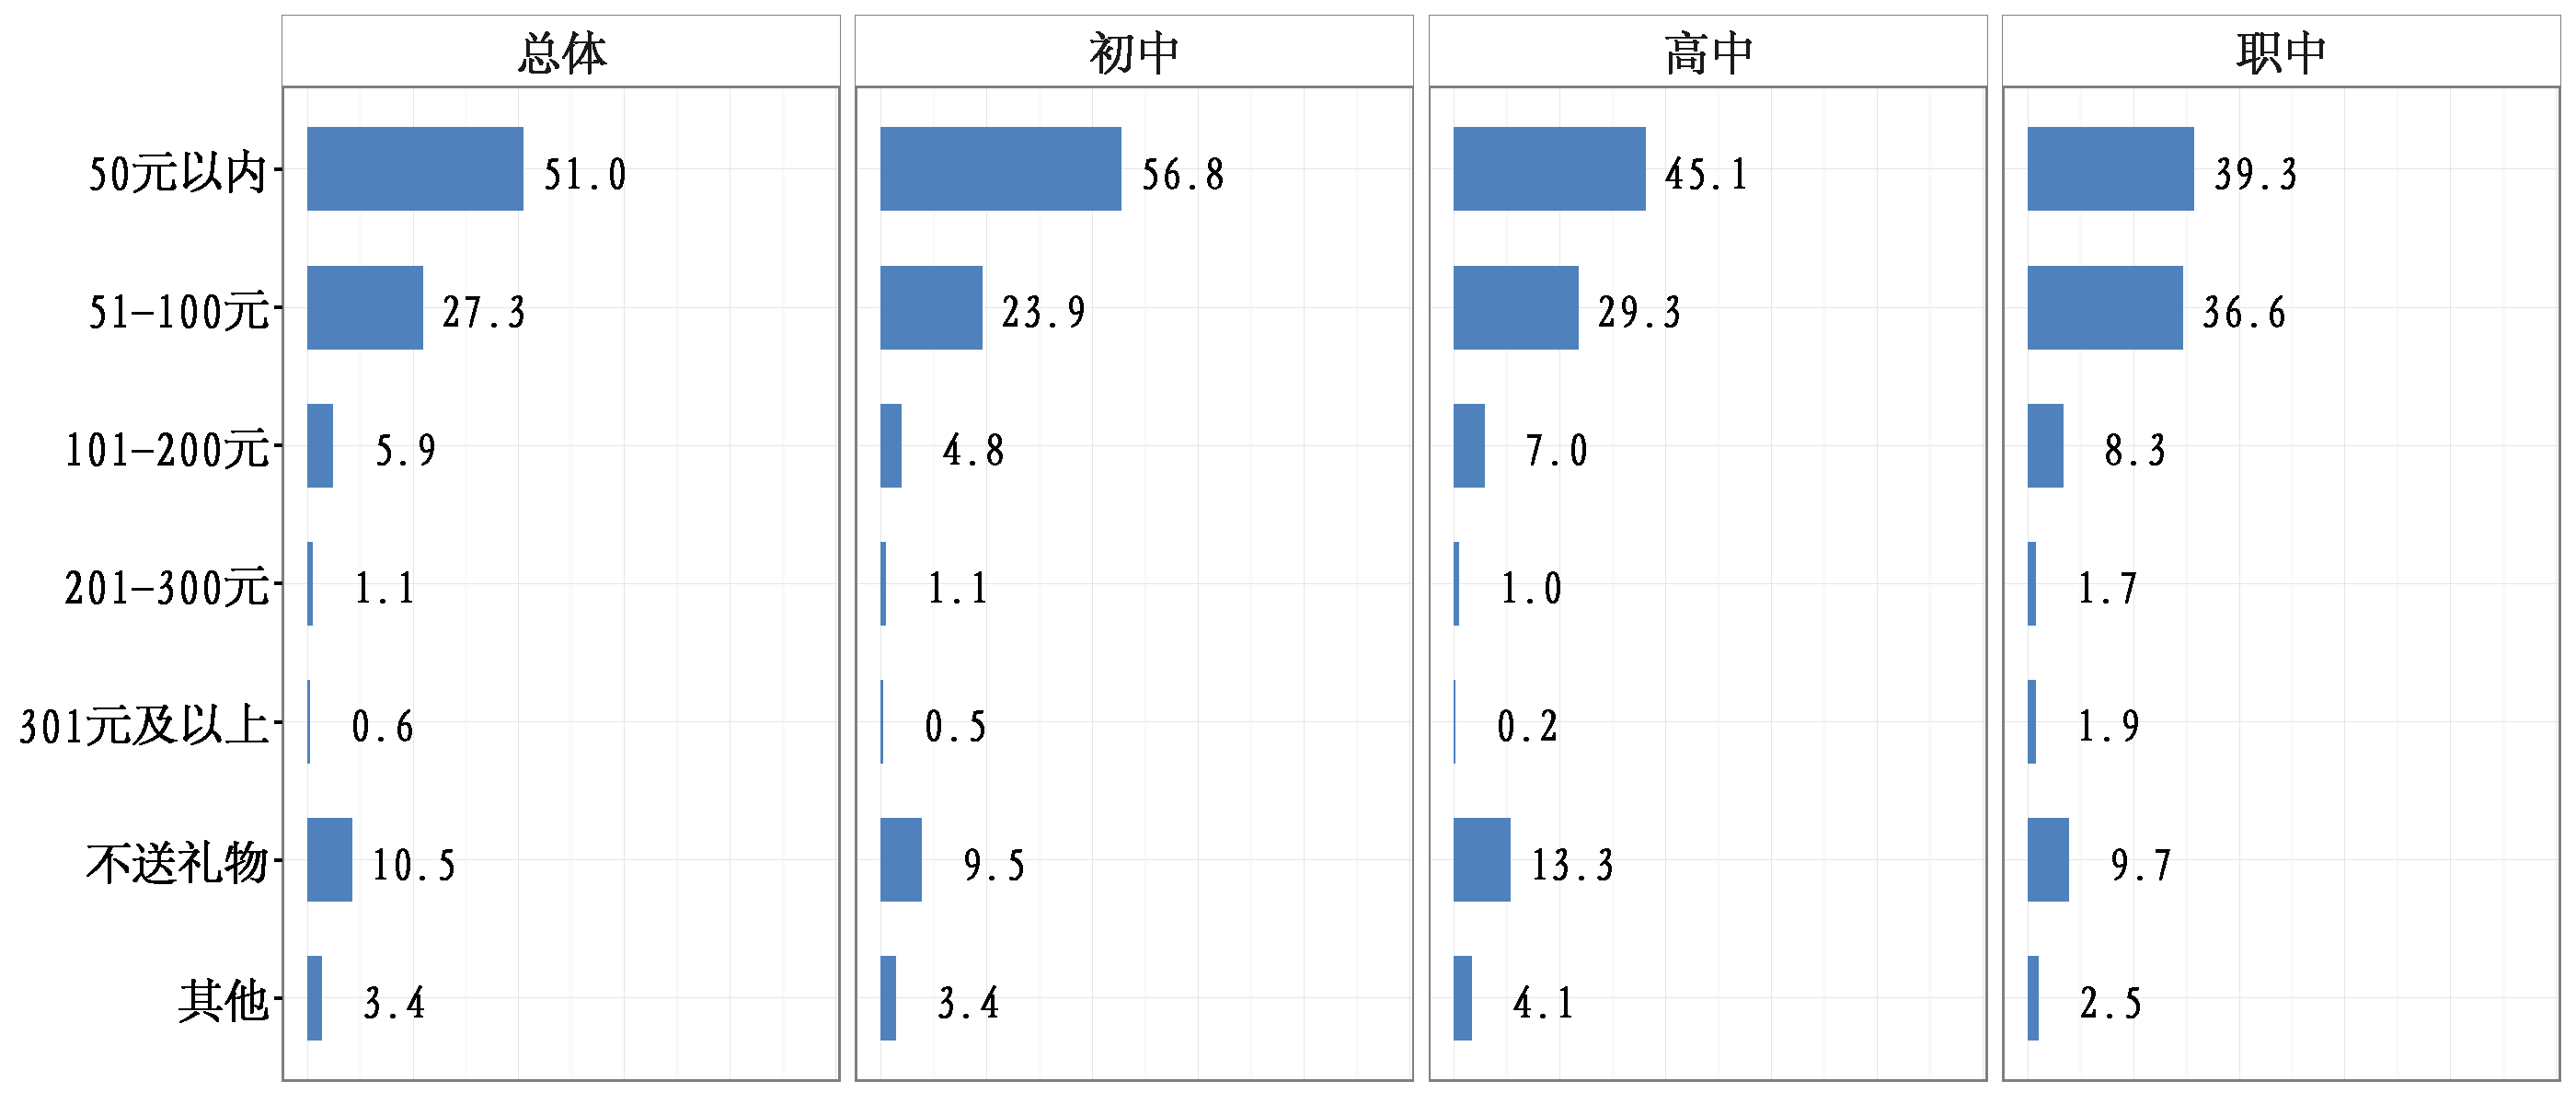 总体 初中 高中 职中
50元以内 51.0 56.8 45.1 39.3
51-100元 27.3 23.9 29.3 36.6
101-200元 5.9 4.8 7.0 8.3
201-300元 1.1 1.1 1.0 1.7
301元及以上 0.6 0.5 0.2 1.9
不送礼物 10.5 9.5 13.3 9.7
其他 3.4 3.4 4.1 2.5